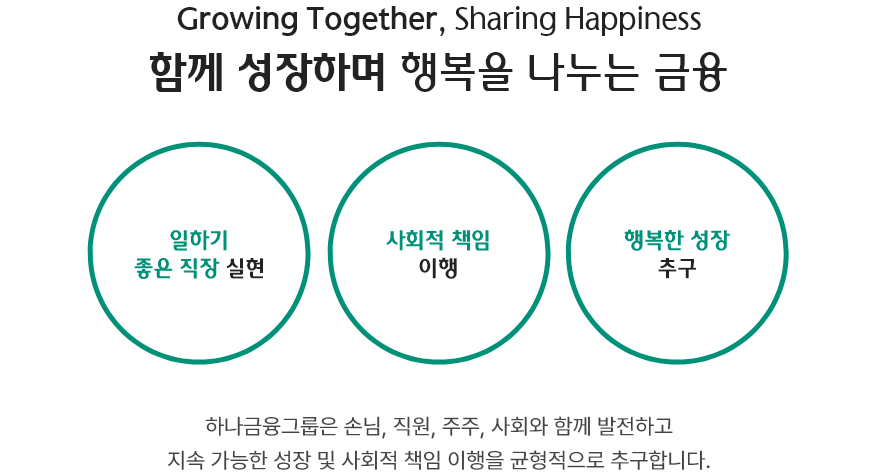 Growing Together, Sharing Happiness
함께 성장하며 행복을 나누는 금융
일하기
좋은 직장 실현
사회적 책임
이행
행복한 성장
추구
하나금융그룹은 손님, 직원, 주주, 사회와 함께 발전하고
지속 가능한 성장 및 사회적 책임 이행을 균형적으로 추구합니다.